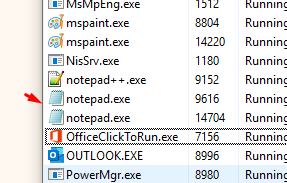 MsMpEng.exe 1512 Running
mspaint.exe 8804 Running
mspaint.exe 14220 Running
NisSrv.exe 1180 Running
notepad++.exe 9152 Running
notepad.exe 9616 Running
notepad.exe 14704 Running
OfficeClickToRun.exe 7156 Running
OUTLOOK.EXE 8996 Running
PowerMgr.exe 8980 Running